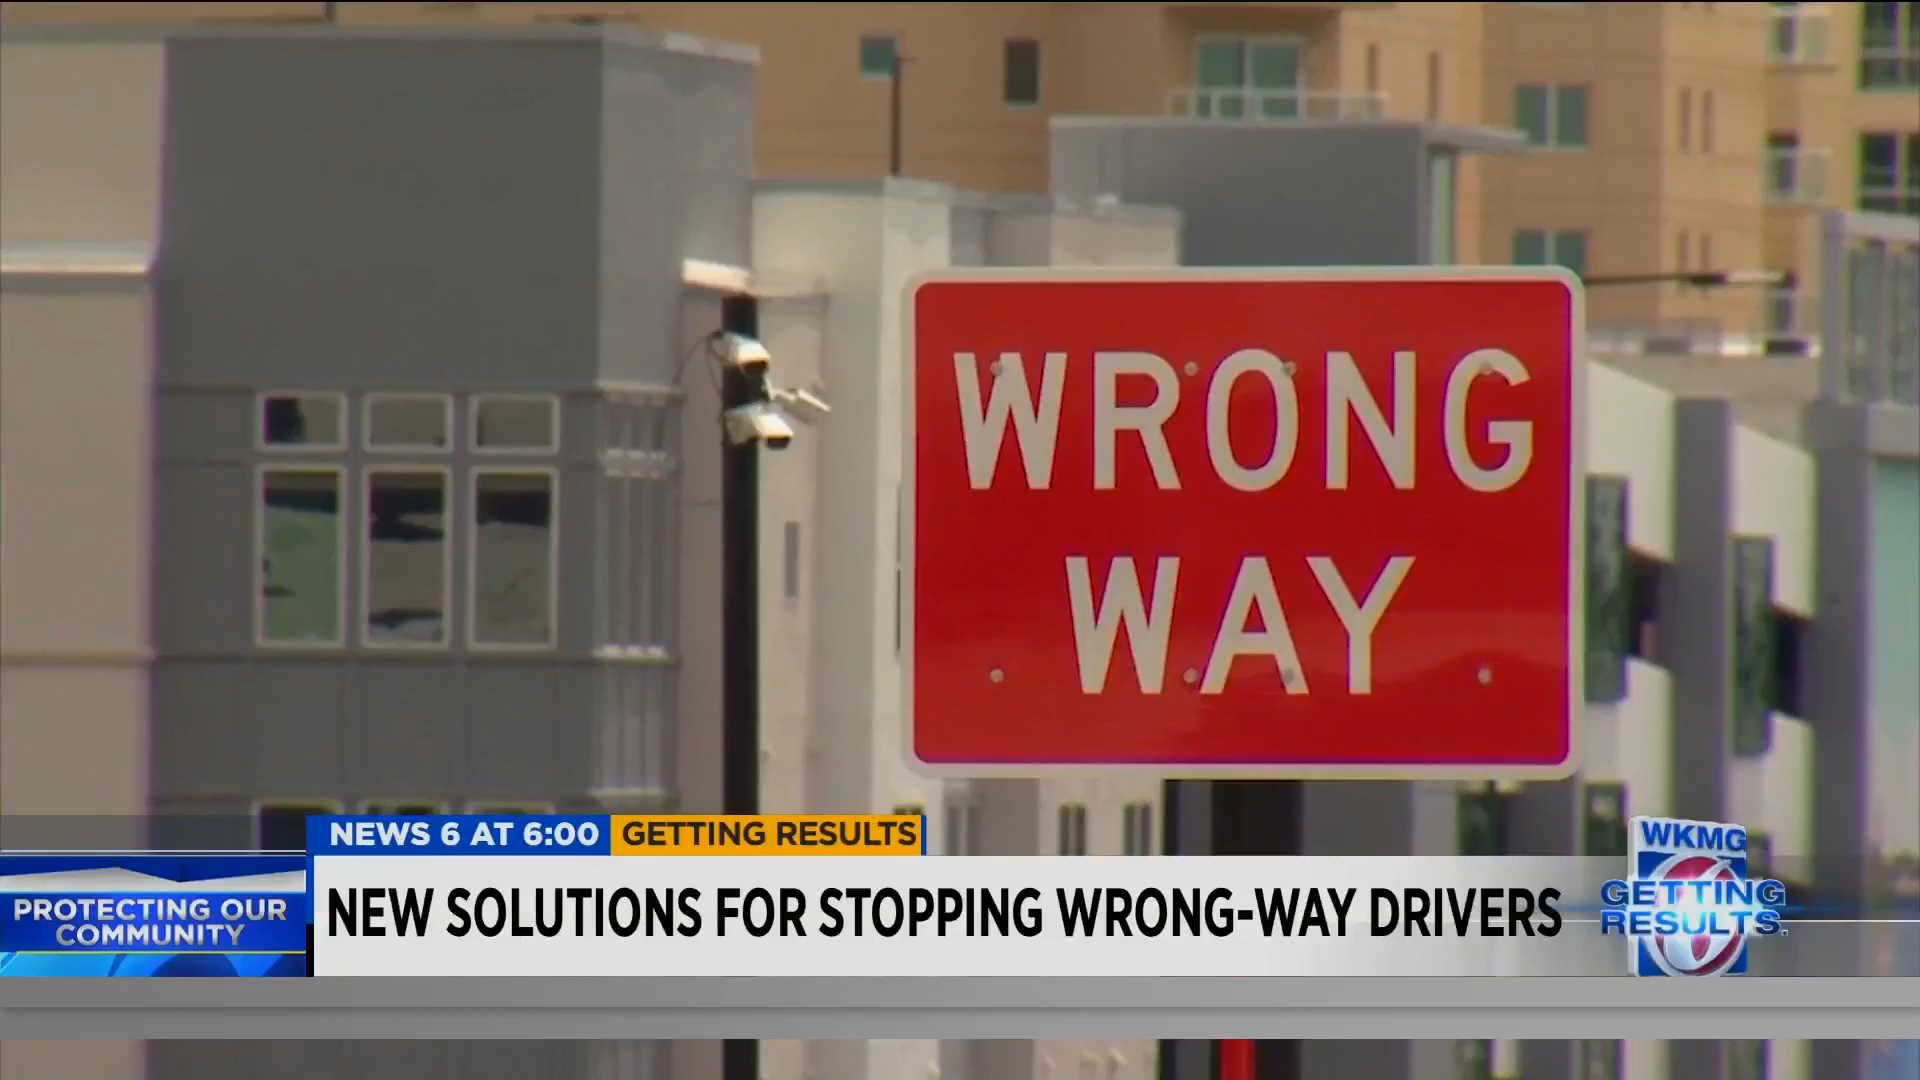 WRONG
WAY
NEWS 6 AT 6:00 GETTING RESULTS
PROTECTING OUR
COMMUNITY
NEW SOLUTIONS FOR STOPPING WRONG-WAY DRIVERS
WKMG
GETTING
RESULTS.